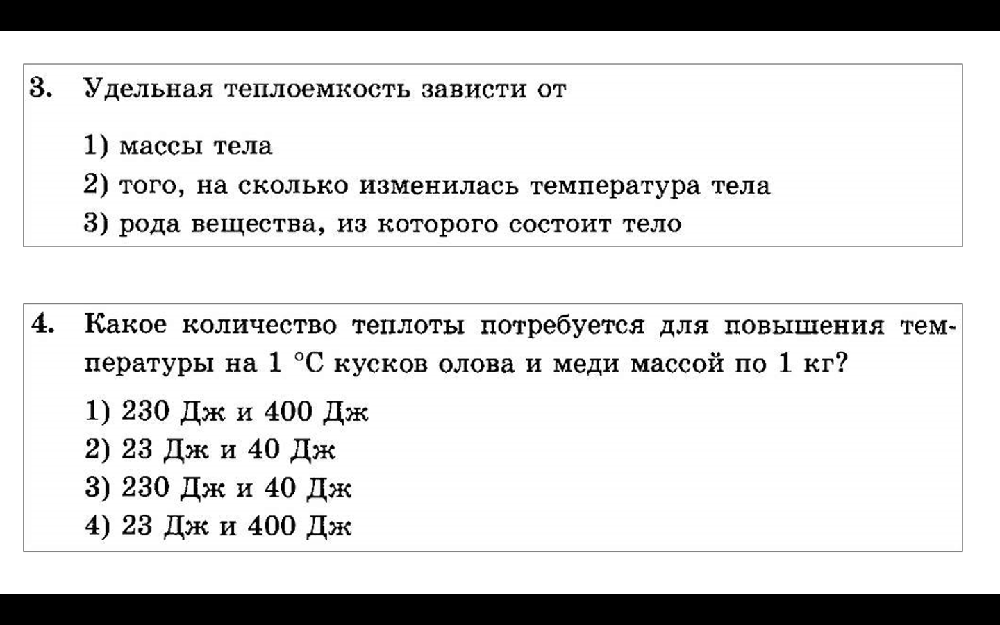 3. Удельная теплоемкость зависти от
1) массы тела
2) того, на сколько изменилась температура тела
3) рода вещества, из которого состоит тело
4. Какое количество теплоты потребуется для повышения тем-
пературы на 1 °С кусков олова и меди массой по 1 кг?
1) 230 Дж и 400 Дж
2) 23 Дж и 40 Дж
3) 230 Дж и 40 Дж
4) 23 Дж и 400 Дж